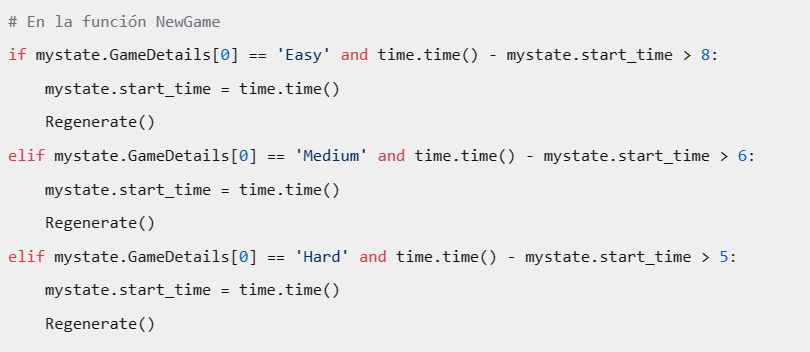 # En la función NewGame
if mystate.GameDetails[0] == 'Easy' and time.time() - mystate.start_time > 8:
    mystate.start_time = time.time()
    Regenerate()
elif mystate.GameDetails[0] == 'Medium' and time.time() - mystate.start_time > 6:
    mystate.start_time = time.time()
    Regenerate()
elif mystate.GameDetails[0] == 'Hard' and time.time() - mystate.start_time > 5:
    mystate.start_time = time.time()
    Regenerate()